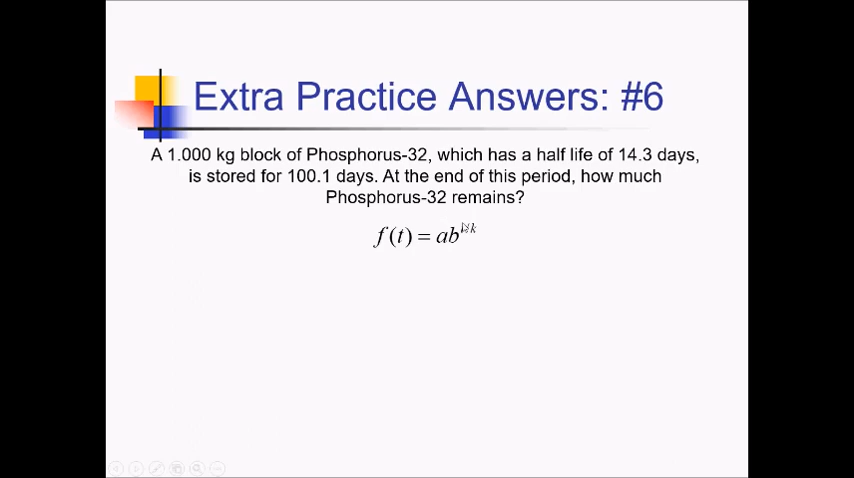 Extra Practice Answers: #6
A 1.000 kg block of Phosphorus-32, which has a half life of 14.3 days,
is stored for 100.1 days. At the end of this period, how much
Phosphorus-32 remains?
f(t) = ab